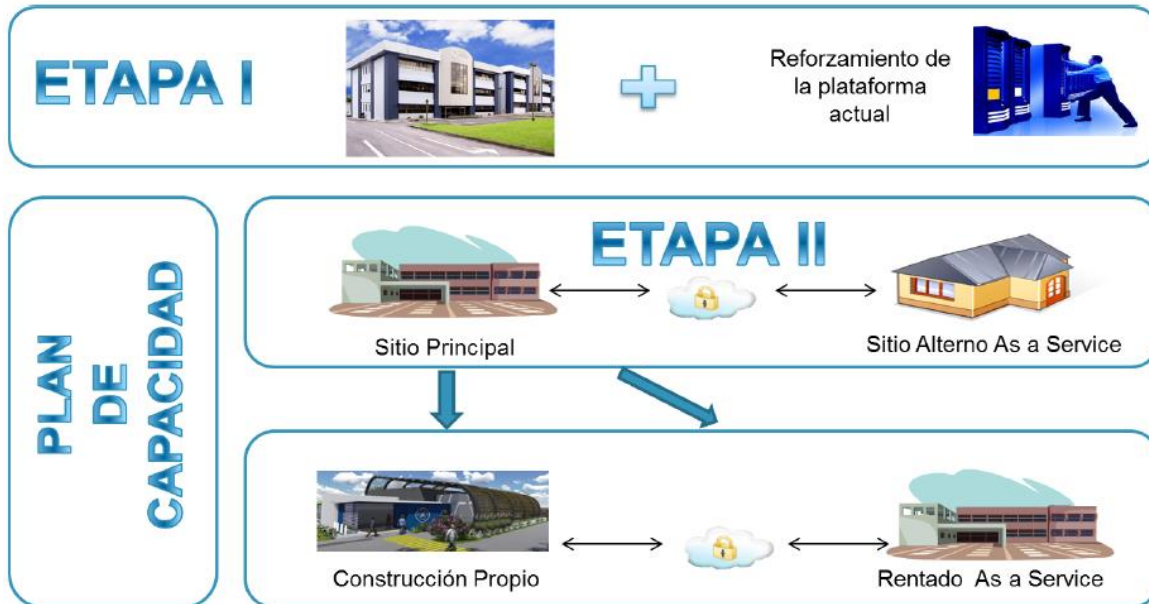 ETAPA I
Reforzamiento de
la plataforma
actual
PLAN
DE
CAPACIDAD
ETAPA II
Sitio Principal
Sitio Alterno As a Service
Construcción Propio
Rentado As a Service